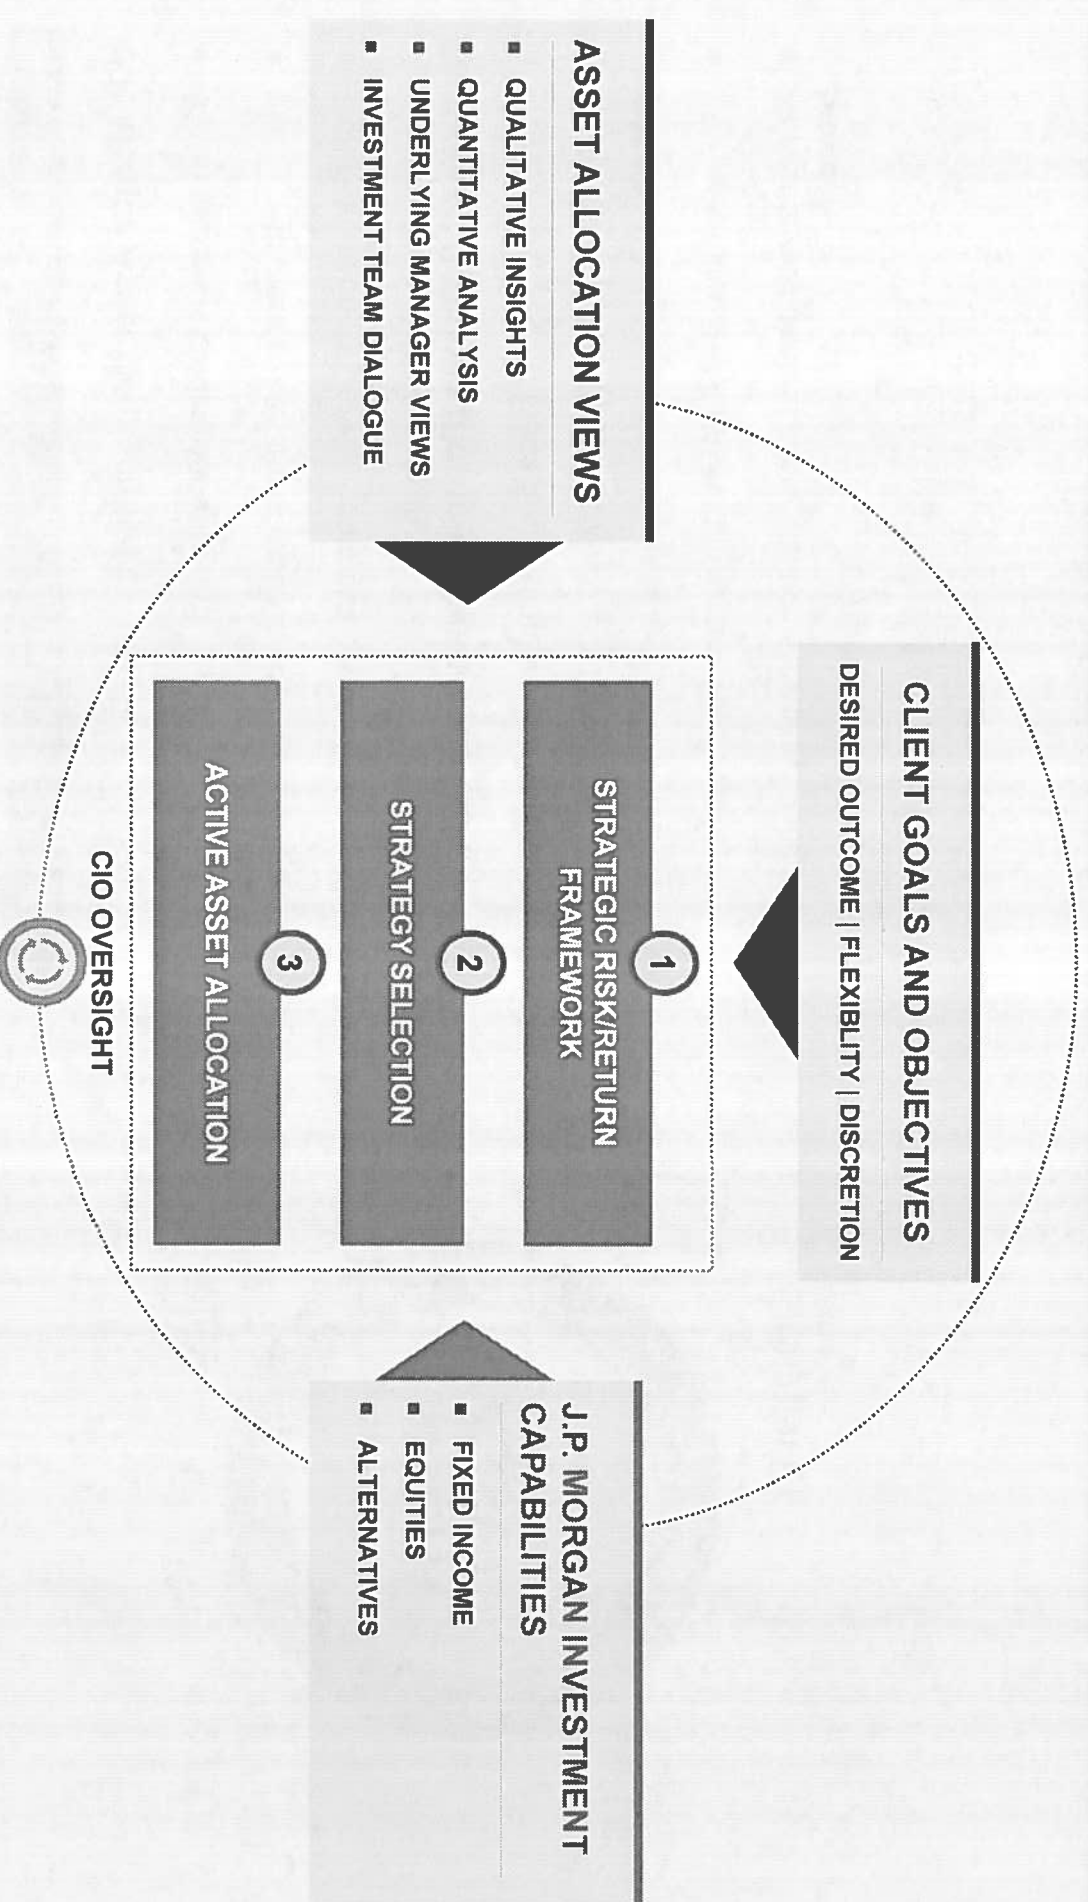 CLIENT GOALS AND OBJECTIVES
DESIRED OUTCOME | FLEXIBLITY | DISCRETION
ASSET ALLOCATION VIEWS
▪ QUALITATIVE INSIGHTS
▪ QUANTITATIVE ANALYSIS
▪ UNDERLYING MANAGER VIEWS
▪ INVESTMENT TEAM DIALOGUE
1
STRATEGIC RISK/RETURN
FRAMEWORK
2
STRATEGY SELECTION
3
ACTIVE ASSET ALLOCATION
J.P. MORGAN INVESTMENT
CAPABILITIES
▪ FIXED INCOME
▪ EQUITIES
▪ ALTERNATIVES
CIO OVERSIGHT